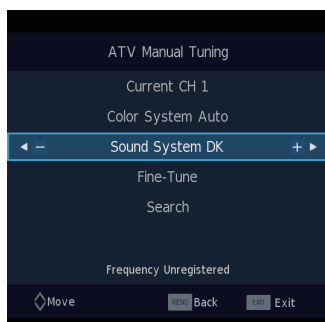 ATV Manual Tuning
Current CH 1
Color System Auto
− Sound System DK +
Fine-Tune
Search
Frequency Unregistered
Move MENU Back EXIT Exit